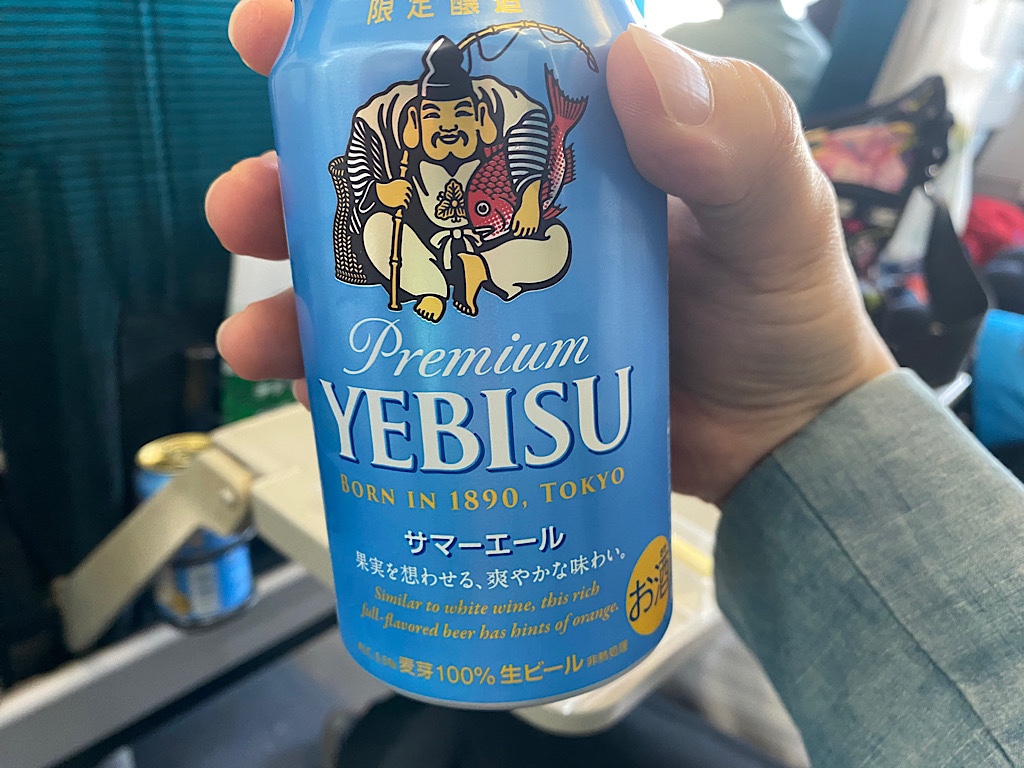 限定醸造
Premium
YEBISU
BORN IN 1890, TOKYO
サマーエール
果実を想わせる、爽やかな味わい。
Similar to white wine, this rich
full-flavored beer has hints of orange.
お酒
麦芽100% 生ビール 非熱処理